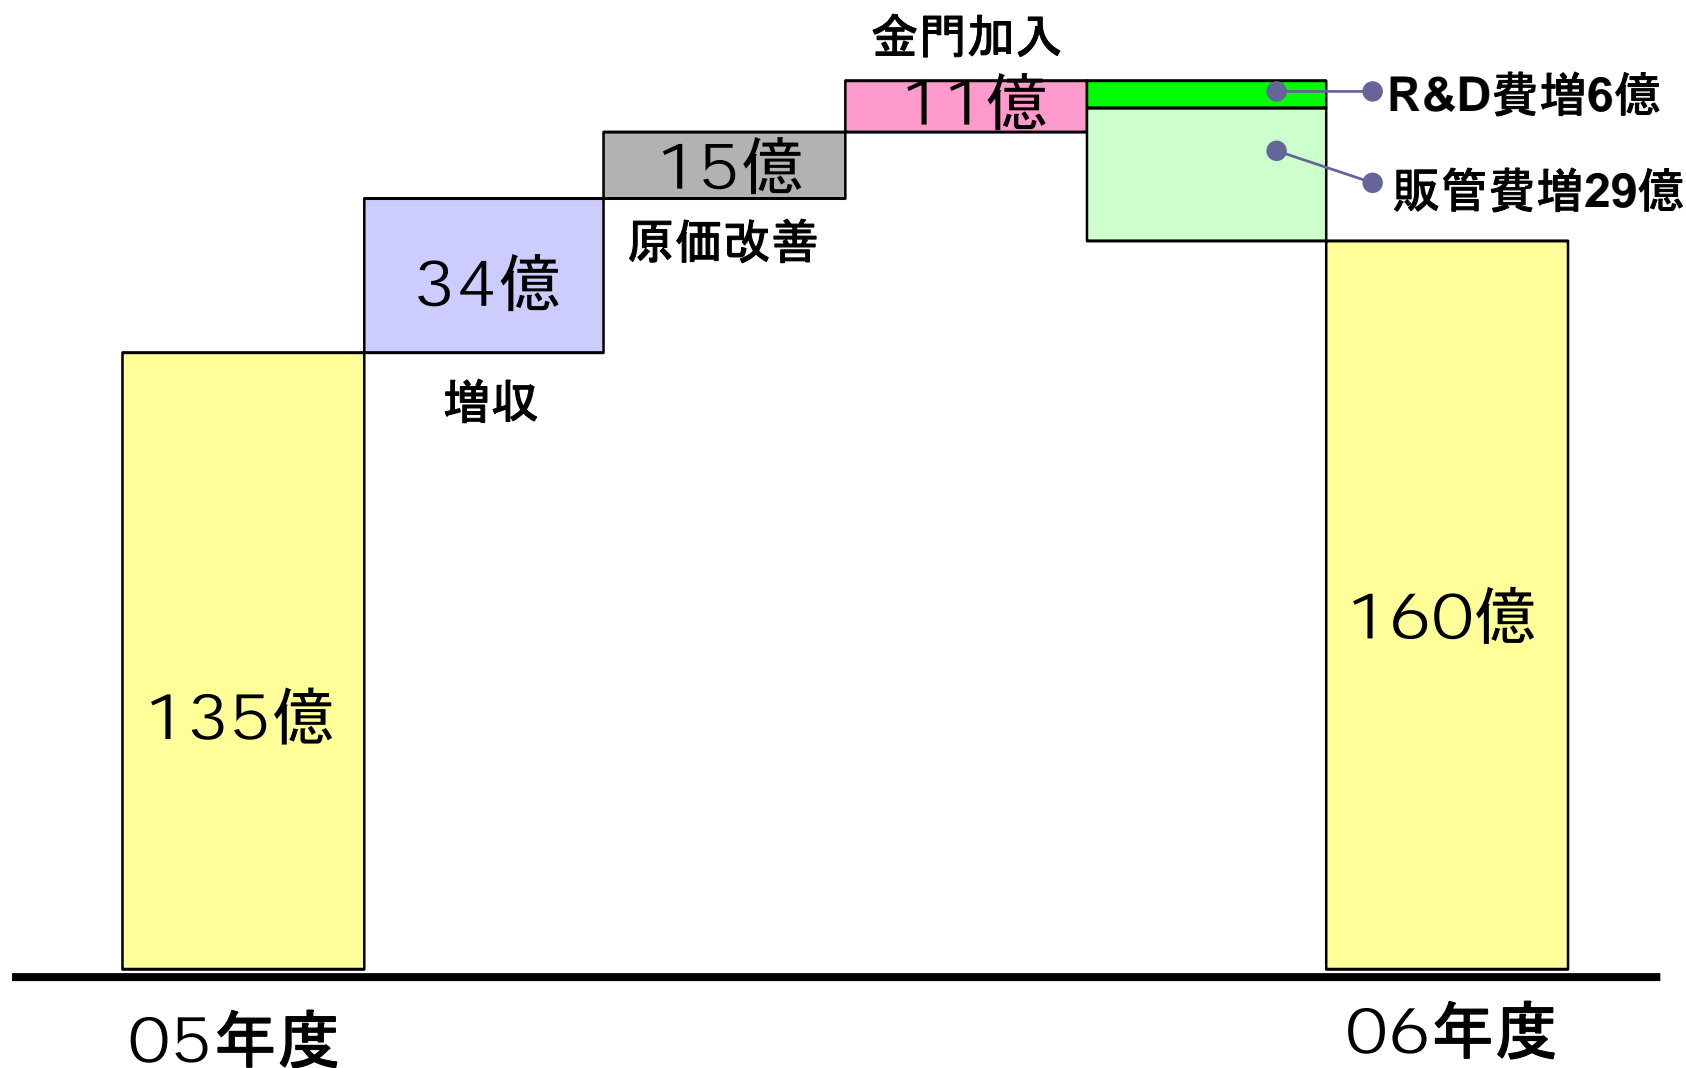 金門加入
11億
R&D費増6億
15億
販管費増29億
原価改善
34億
増収
160億
135億
05年度
06年度